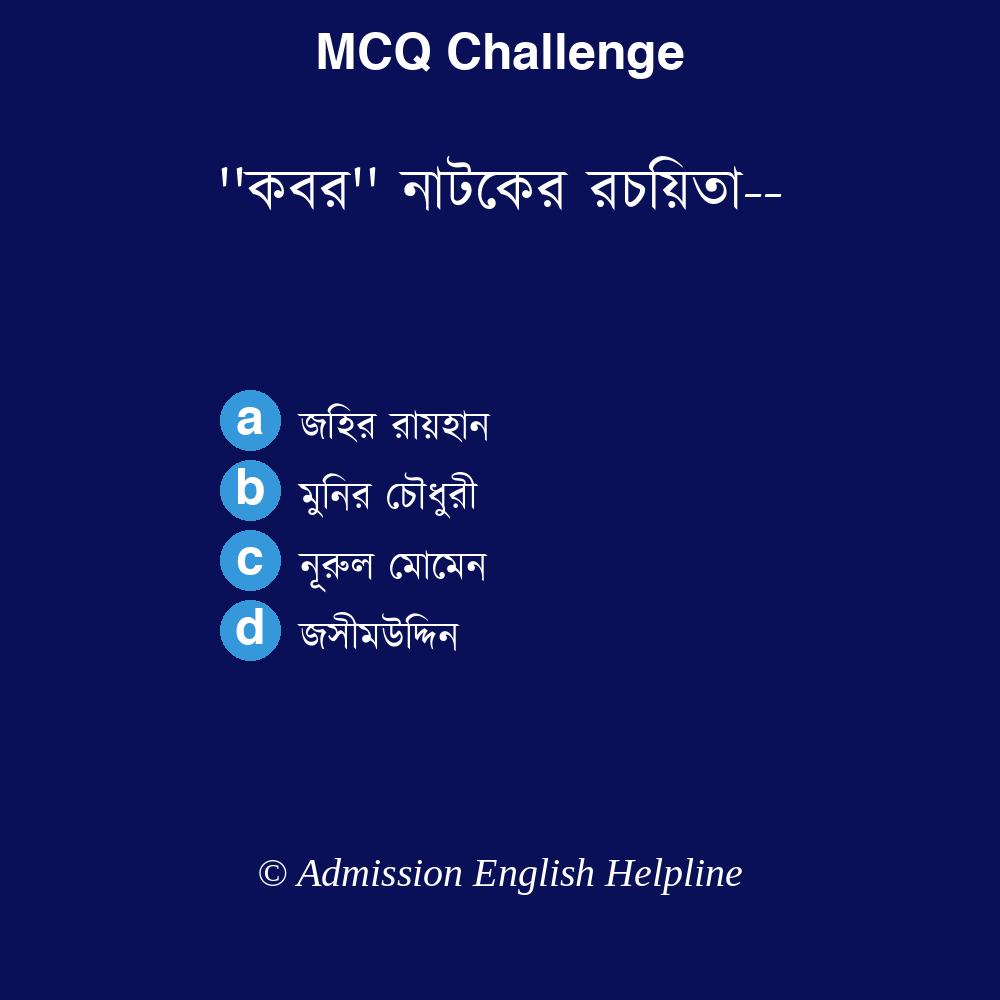 MCQ Challenge
''কবর'' নাটকের রচয়িতা--
a জহির রায়হান
b মুনির চৌধুরী
c নূরুল মোমেন
d জসীমউদ্দিন
© Admission English Helpline